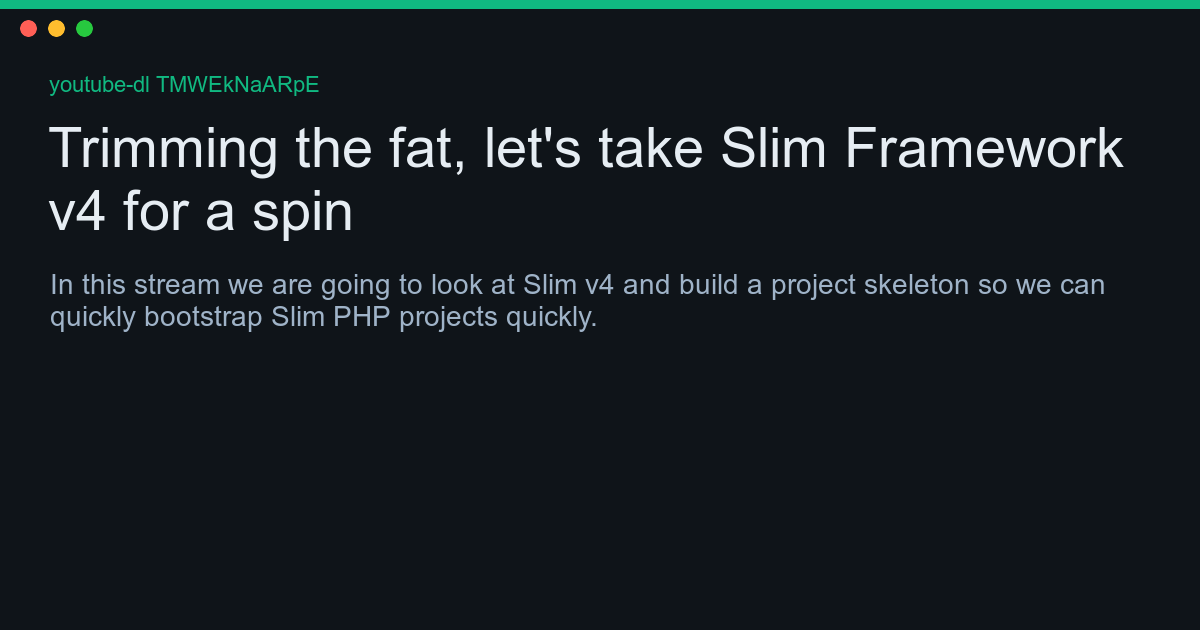 youtube-dl TMWEkNaARpE
Trimming the fat, let's take Slim Framework
v4 for a spin
In this stream we are going to look at Slim v4 and build a project skeleton so we can
quickly bootstrap Slim PHP projects quickly.